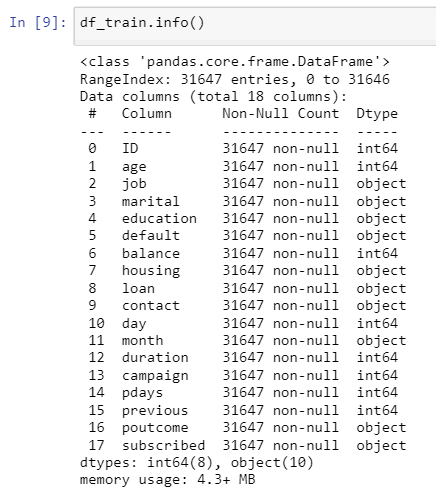 In [9]: df_train.info()
<class 'pandas.core.frame.DataFrame'>
RangeIndex: 31647 entries, 0 to 31646
Data columns (total 18 columns):
 #   Column      Non-Null Count  Dtype
---  ------      --------------  -----
 0   ID          31647 non-null  int64
 1   age         31647 non-null  int64
 2   job         31647 non-null  object
 3   marital     31647 non-null  object
 4   education   31647 non-null  object
 5   default     31647 non-null  object
 6   balance     31647 non-null  int64
 7   housing     31647 non-null  object
 8   loan        31647 non-null  object
 9   contact     31647 non-null  object
 10  day         31647 non-null  int64
 11  month       31647 non-null  object
 12  duration    31647 non-null  int64
 13  campaign    31647 non-null  int64
 14  pdays       31647 non-null  int64
 15  previous    31647 non-null  int64
 16  poutcome    31647 non-null  object
 17  subscribed  31647 non-null  object
dtypes: int64(8), object(10)
memory usage: 4.3+ MB